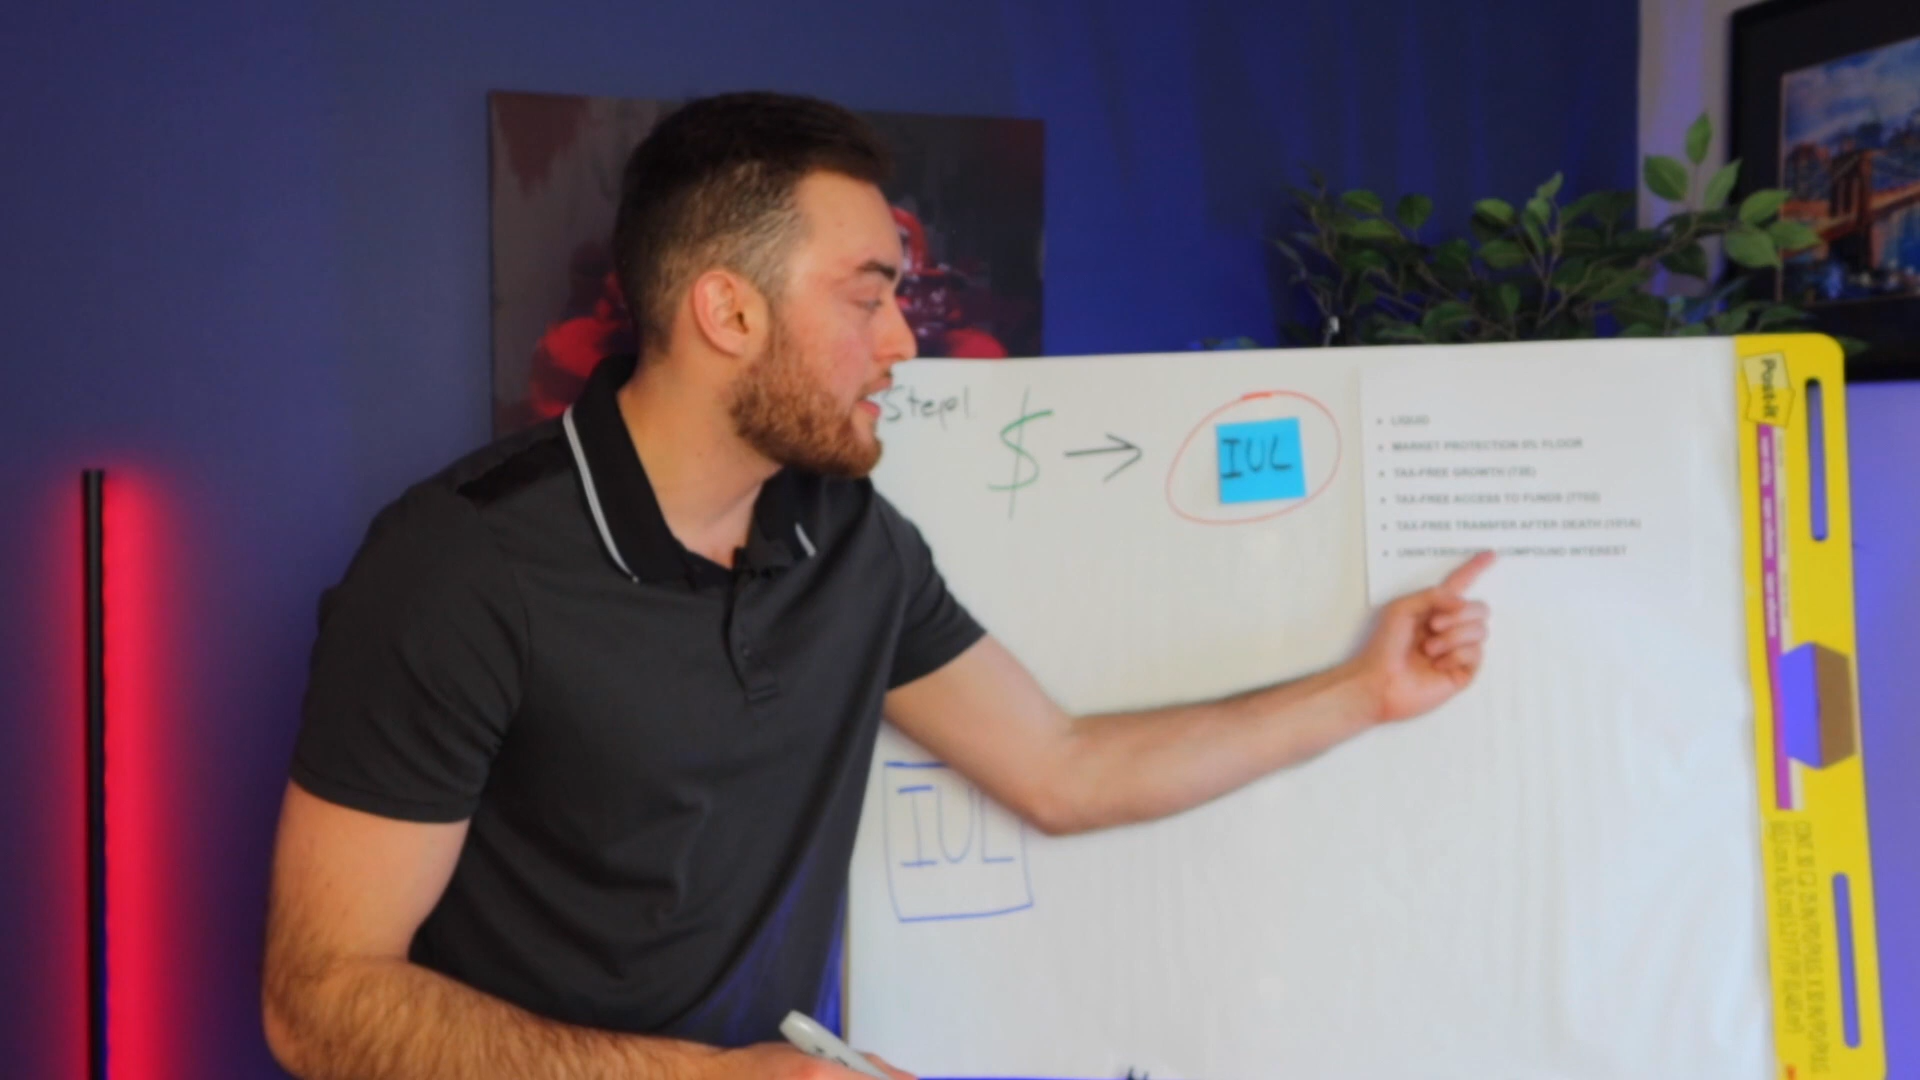 Step 1
$ → IUL
• LIQUID
• MARKET PROTECTION 0% FLOOR
• TAX-FREE GROWTH (72E)
• TAX-FREE ACCESS TO FUNDS (7702)
• TAX-FREE TRANSFER AFTER DEATH (101A)
• COMPOUND INTEREST
IUL
Post-it